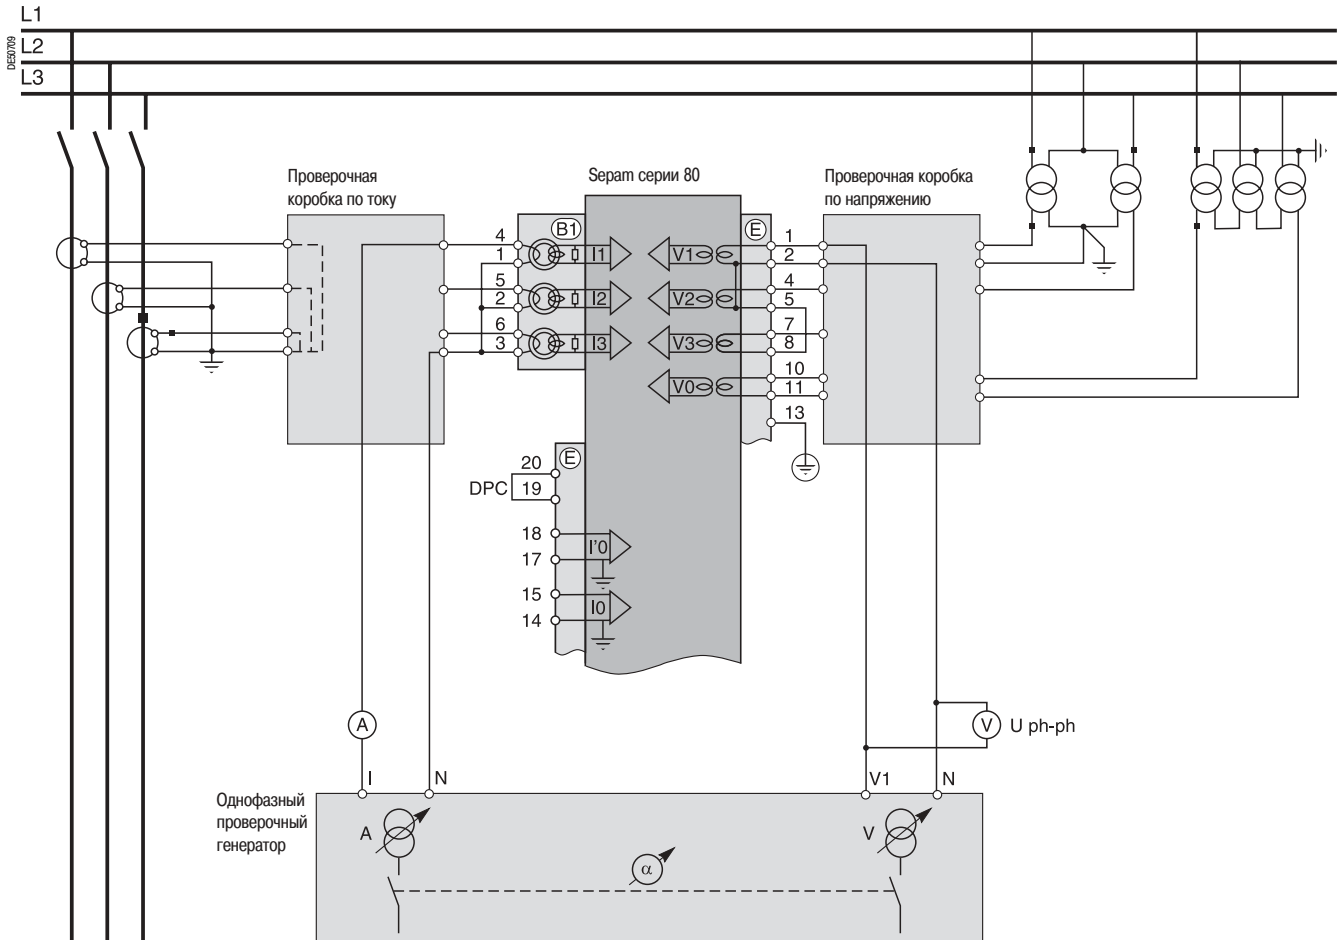 L1
DE50709
L2
L3
Проверочная
коробка по току
Sepam серии 80
Проверочная коробка
по напряжению
B1
E
4
1
5
2
6
3
I1
I2
I3
V1
V2
V3
V0
1
2
4
5
7
8
10
11
13
E
20
DPC
19
18
17
15
14
I'0
I0
A
V
U ph-ph
I
N
V1
N
Однофазный
проверочный
генератор
A
V
α